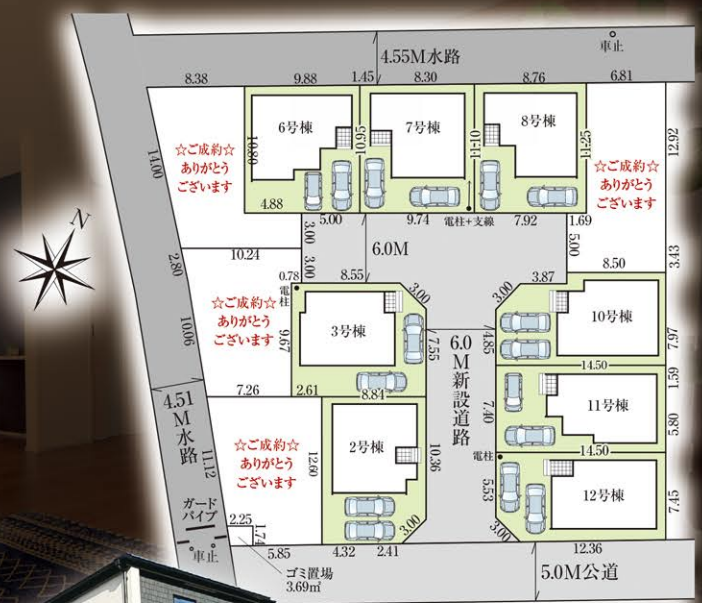 車止
4.55M水路
8.38
9.88
1.45
8.30
8.76
6.81
6号棟
7号棟
8号棟
10.88
10.95
11.10
11.25
12.92
14.00
☆ご成約☆
ありがとう
ございます
☆ご成約☆
ありがとう
ございます
4.88
5.00
9.74
電柱+支線
7.92
1.69
N
3.00
6.0M
5.00
3.43
2.80
10.24
3.00
0.78
8.55
3.00
3.00
3.87
8.50
電柱
☆ご成約☆
ありがとう
ございます
10.06
9.67
3号棟
7.55
6.0M新設道路
4.85
10号棟
7.97
14.50
1.59
7.26
2.61
8.84
7.40
11号棟
5.80
4.51M水路
11.12
☆ご成約☆
ありがとう
ございます
12.60
2号棟
10.36
14.50
電柱
5.53
12号棟
7.45
ガード
パイプ
2.25
1.74
3.00
3.00
車止
5.85
4.32
2.41
12.36
ゴミ置場
3.69㎡
5.0M公道